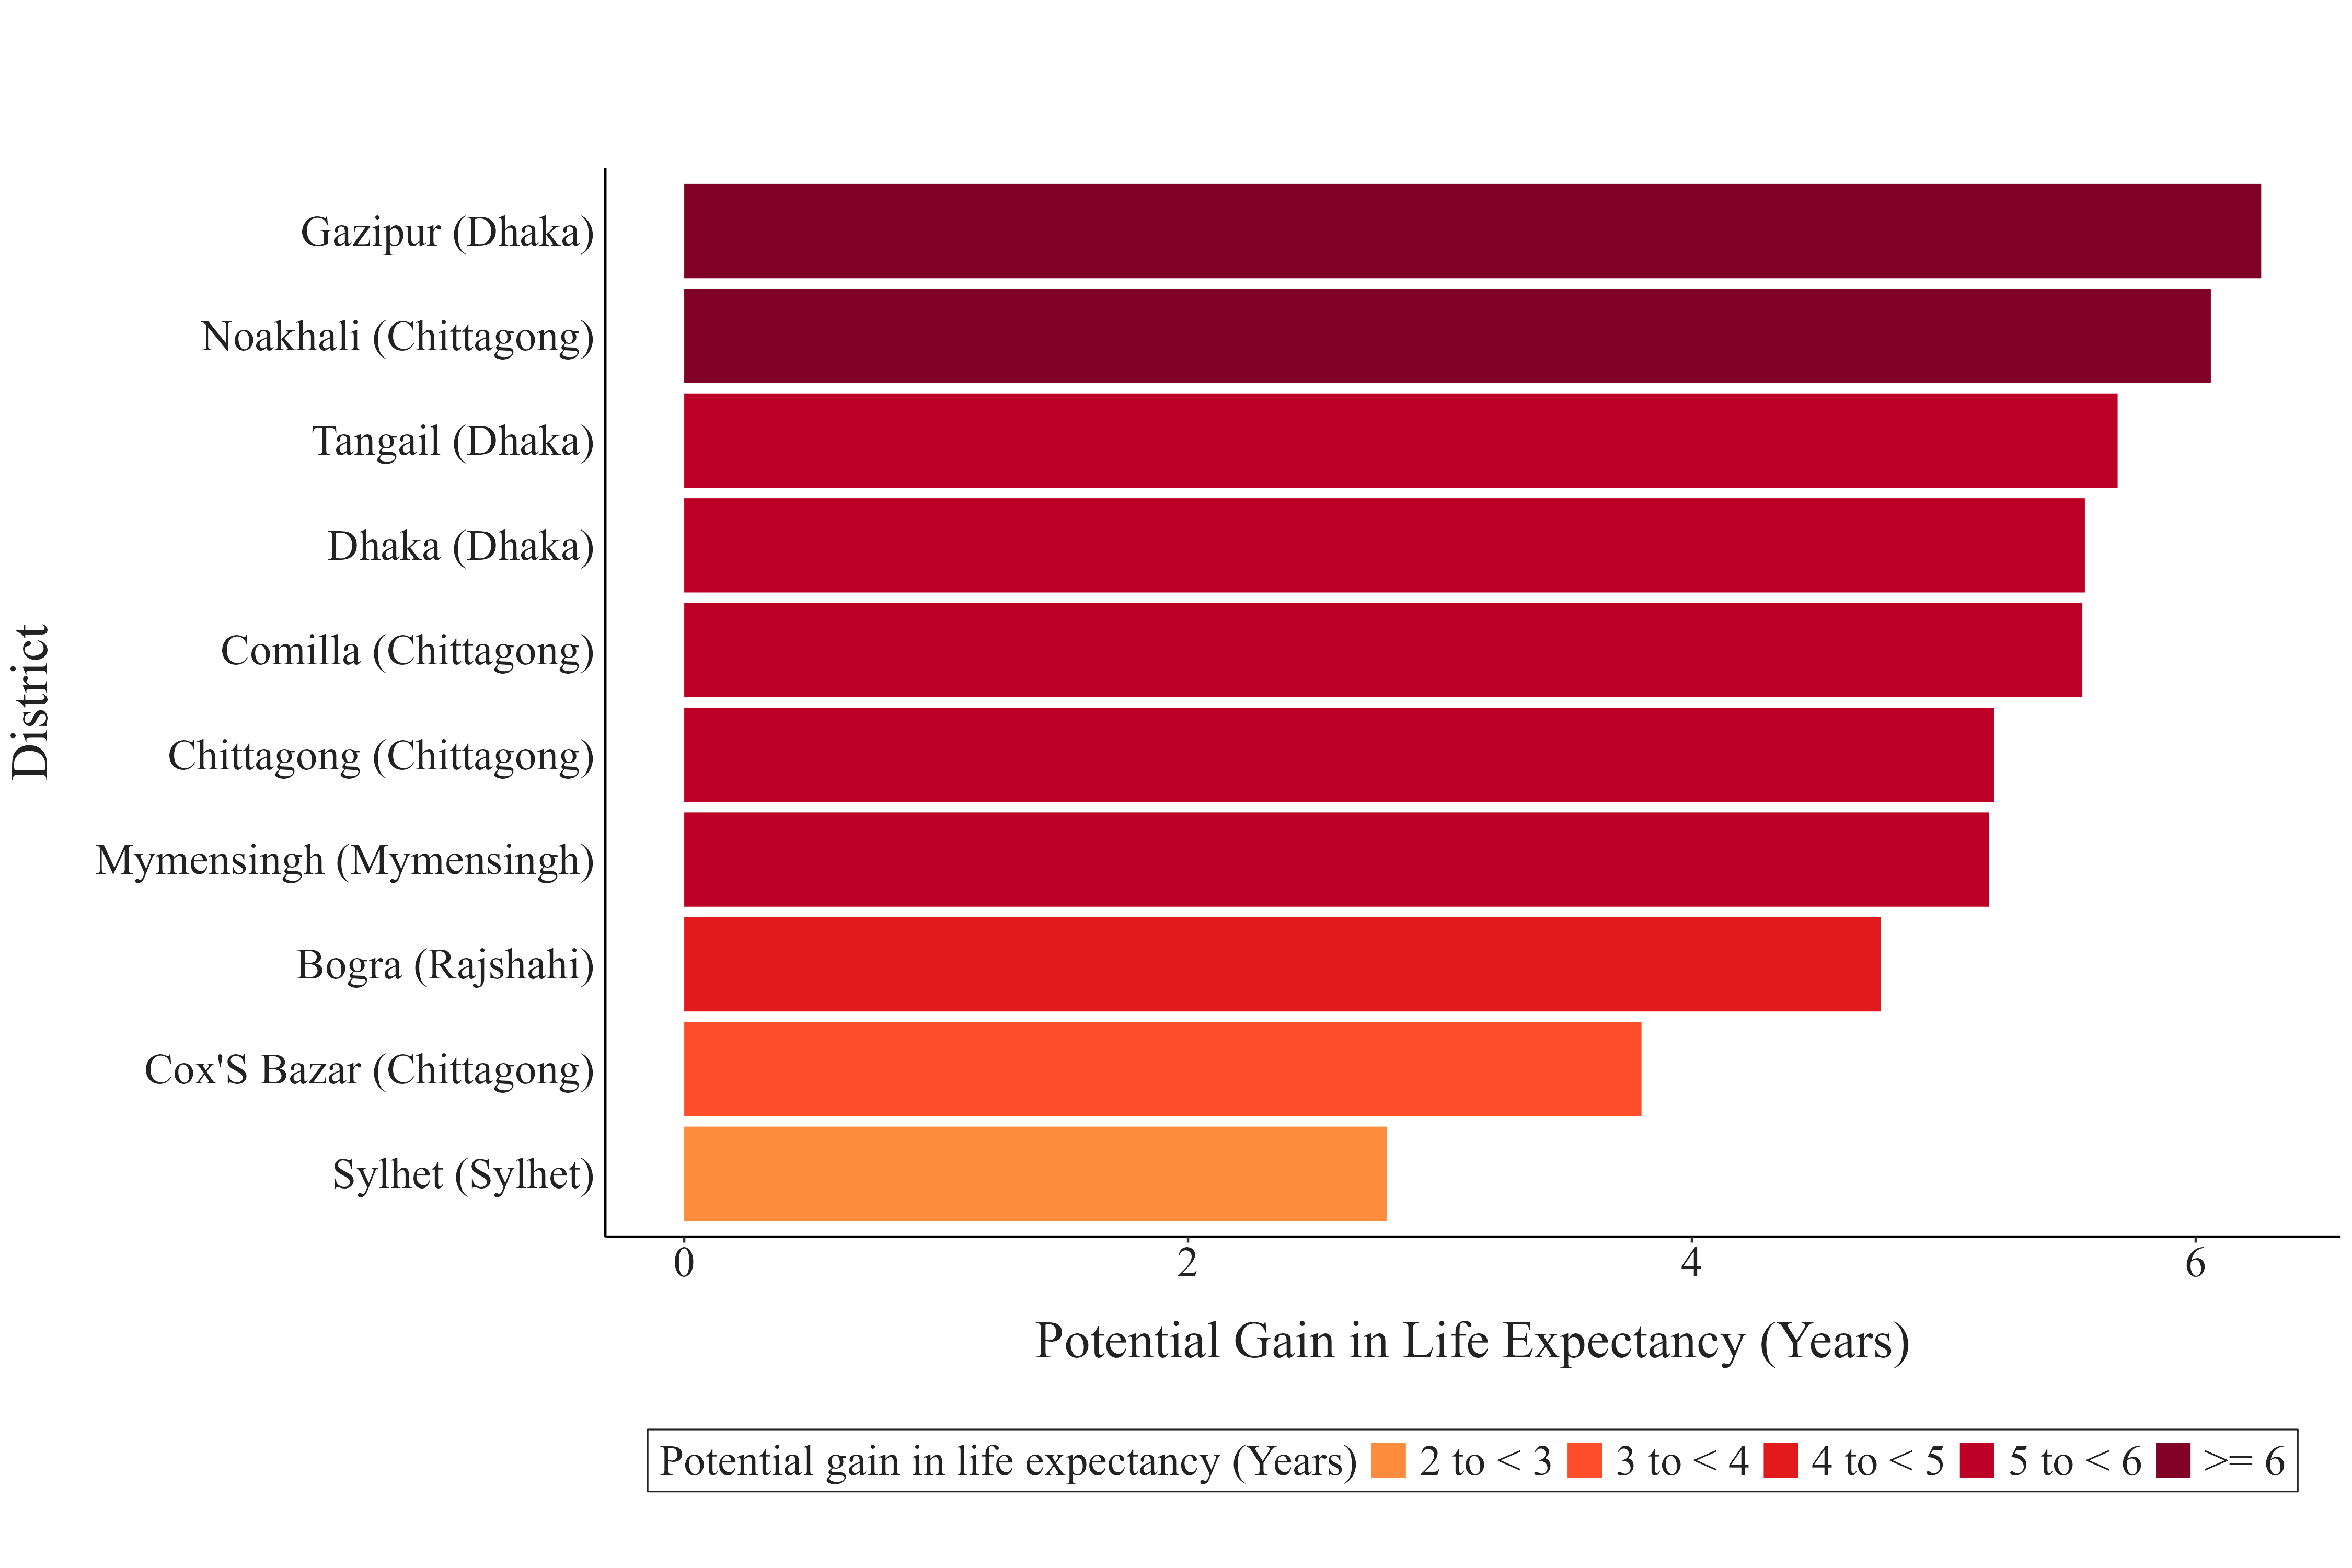 Gazipur (Dhaka)
Noakhali (Chittagong)
Tangail (Dhaka)
Dhaka (Dhaka)
Comilla (Chittagong)
Chittagong (Chittagong)
Mymensingh (Mymensingh)
Bogra (Rajshahi)
Cox'S Bazar (Chittagong)
Sylhet (Sylhet)
District
0 2 4 6
Potential Gain in Life Expectancy (Years)
Potential gain in life expectancy (Years) 2 to < 3 3 to < 4 4 to < 5 5 to < 6 >= 6